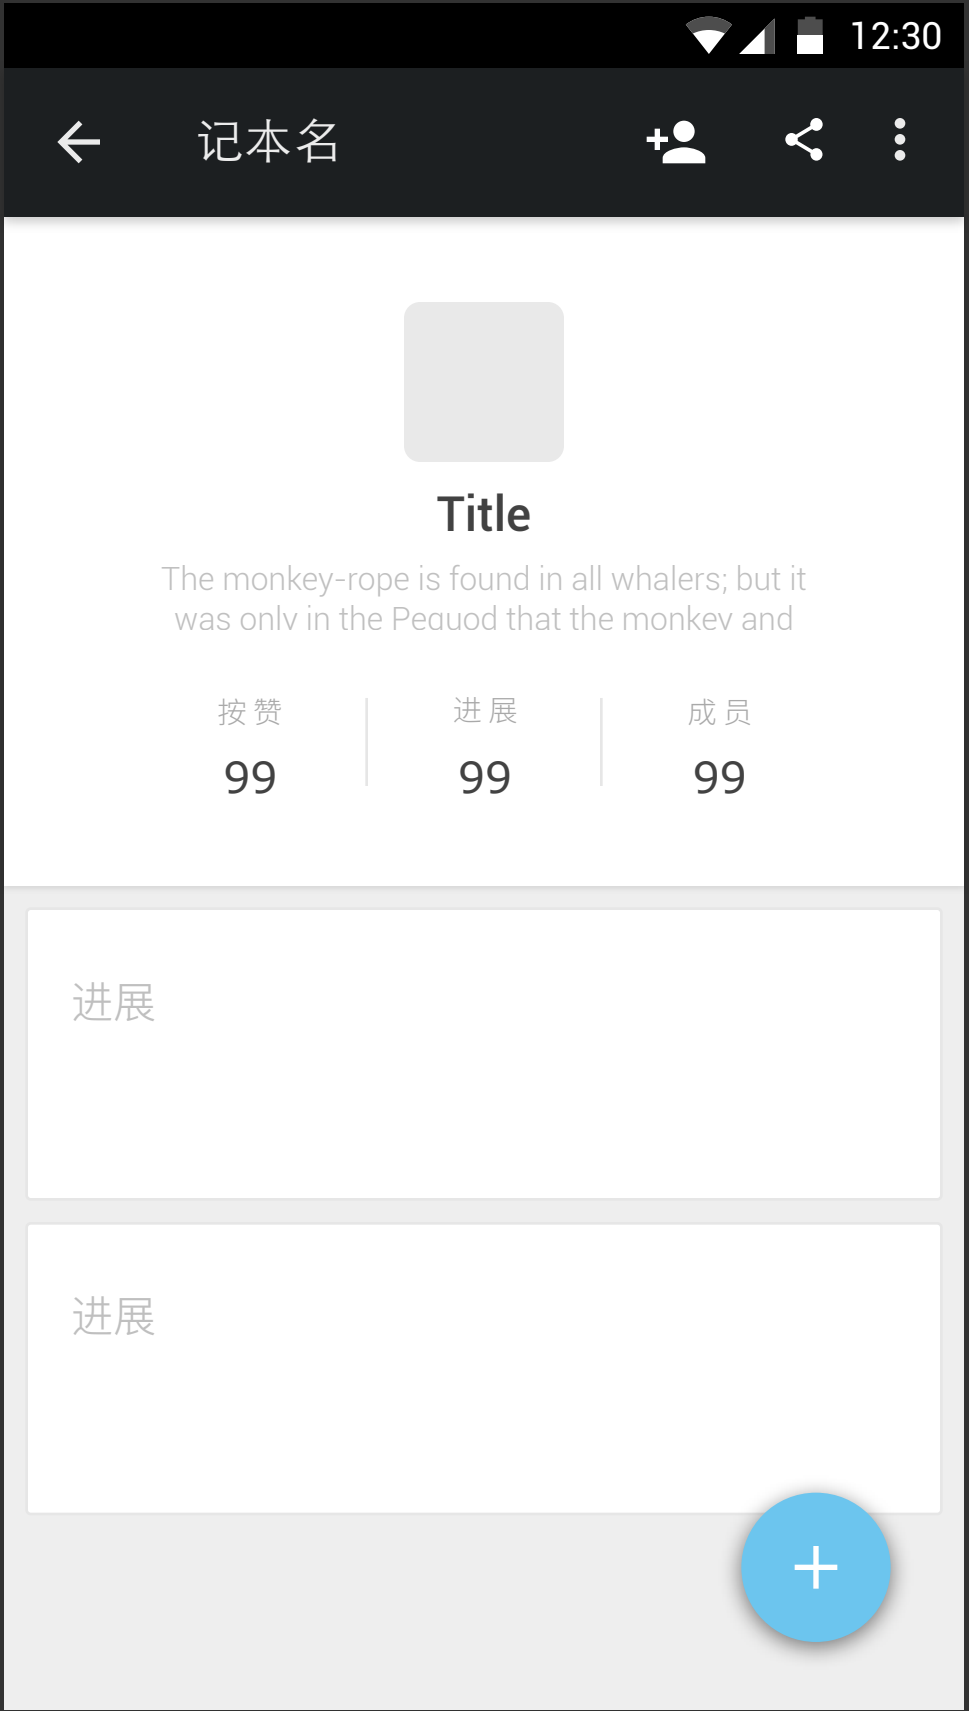 12:30
记本名
Title
The monkey-rope is found in all whalers; but it
was only in the Pequod that the monkey and
按赞 进展 成员
99 99 99
进展
进展